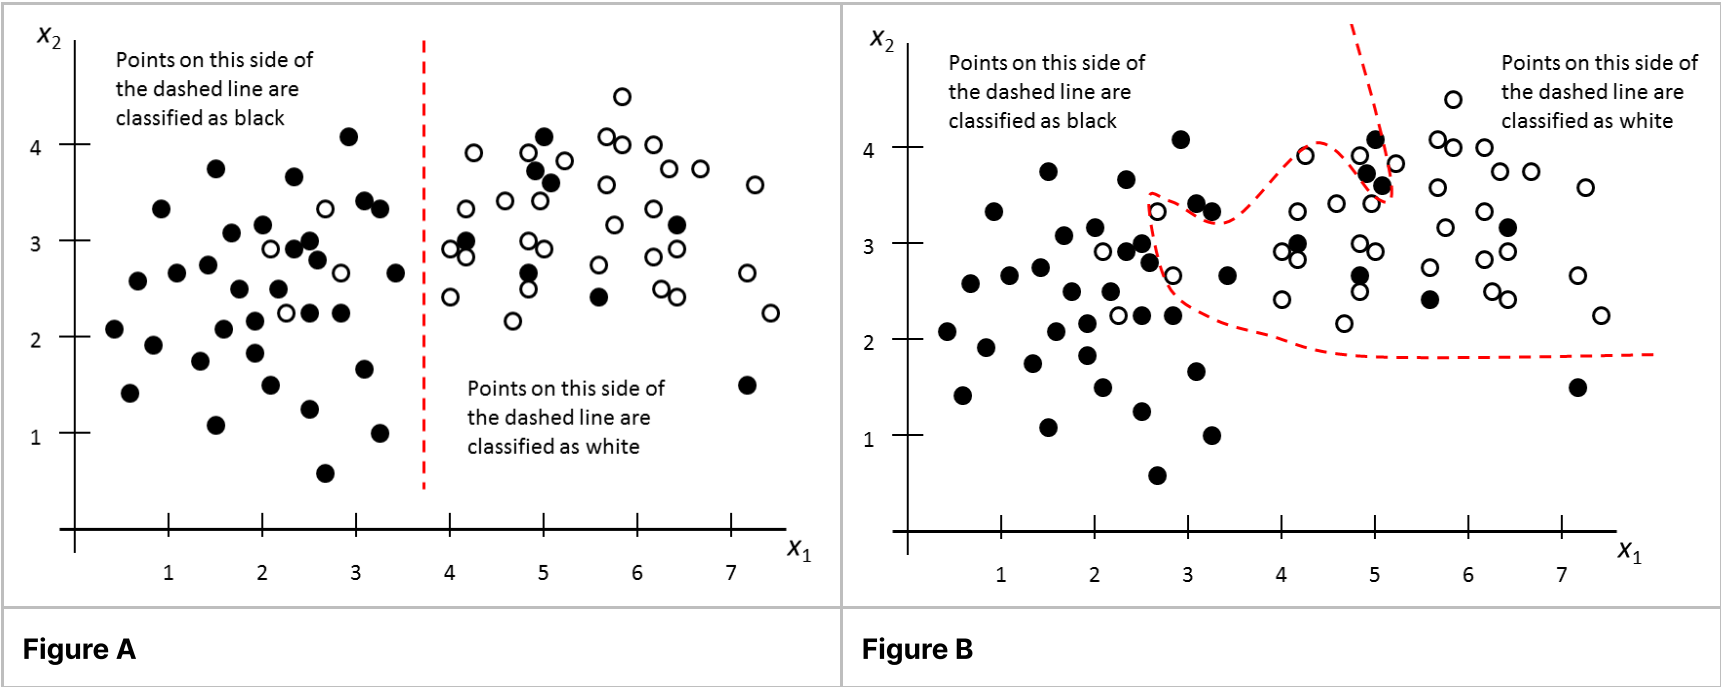 x2
Points on this side of
the dashed line are
classified as black
4
3
2
1
Points on this side of
the dashed line are
classified as white
x1
1 2 3 4 5 6 7
Figure A
x2
Points on this side of
the dashed line are
classified as black
Points on this side of
the dashed line are
classified as white
4
3
2
1
x1
1 2 3 4 5 6 7
Figure B